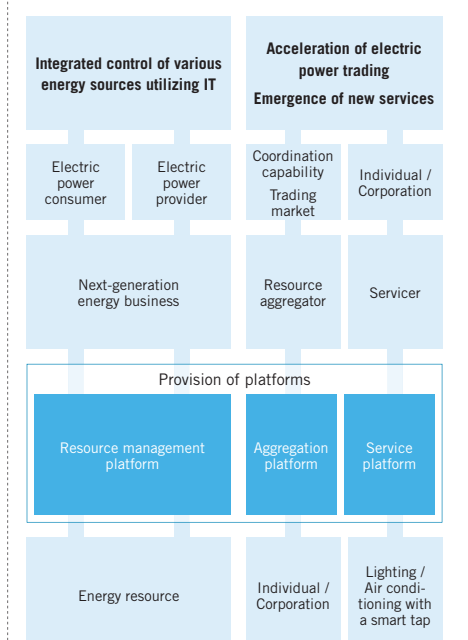 Integrated control of various
energy sources utilizing IT
Acceleration of electric
power trading
Emergence of new services
Electric
power
consumer
Electric
power
provider
Coordination
capability
Trading
market
Individual /
Corporation
Next-generation
energy business
Resource
aggregator
Servicer
Provision of platforms
Resource management
platform
Aggregation
platform
Service
platform
Energy resource
Individual /
Corporation
Lighting /
Air condi-
tioning with
a smart tap